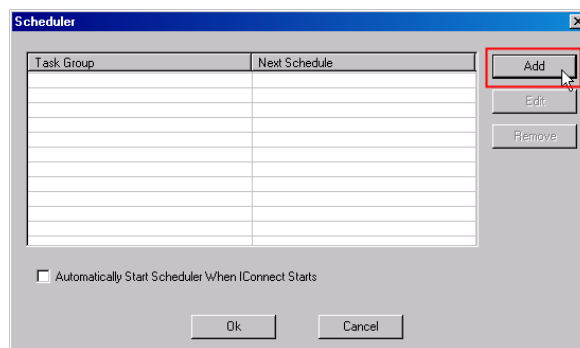 Scheduler
Task Group Next Schedule
Add
Edit
Remove
Automatically Start Scheduler When IConnect Starts
Ok Cancel